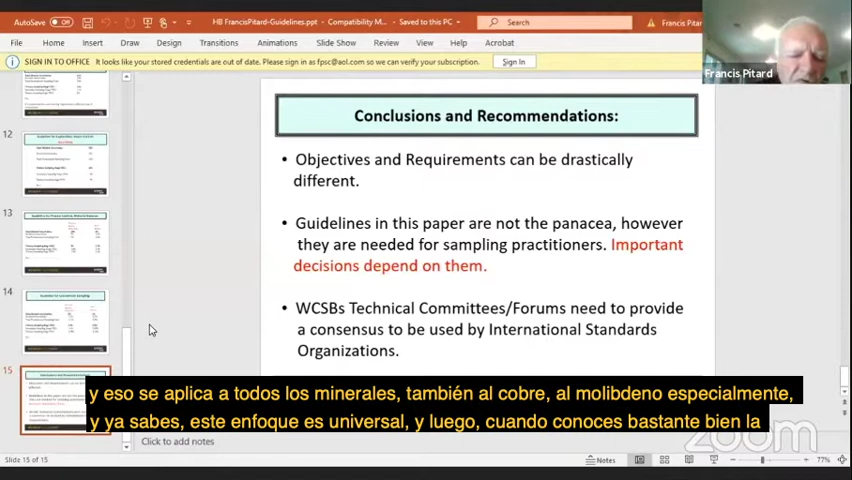 AutoSave Off
HB FrancisPitard-Guidelines.ppt - Compatibility M... - Saved to this PC
Search
Francis Pitard
File Home Insert Draw Design Transitions Animations Slide Show Review View Help Acrobat
SIGN IN TO OFFICE It looks like your stored credentials are out of date. Please sign in as fpsc@aol.com so we can verify your subscription. Sign In
Francis Pitard
12
13
14
15
Conclusions and Recommendations:
• Objectives and Requirements can be drastically
different.
• Guidelines in this paper are not the panacea, however
they are needed for sampling practitioners. Important
decisions depend on them.
• WCSBs Technical Committees/Forums need to provide
a consensus to be used by International Standards
Organizations.
y eso se aplica a todos los minerales, también al cobre, al molibdeno especialmente,
y ya sabes, este enfoque es universal, y luego, cuando conoces bastante bien la
Click to add notes
zoom
Slide 15 of 15
Notes
77%